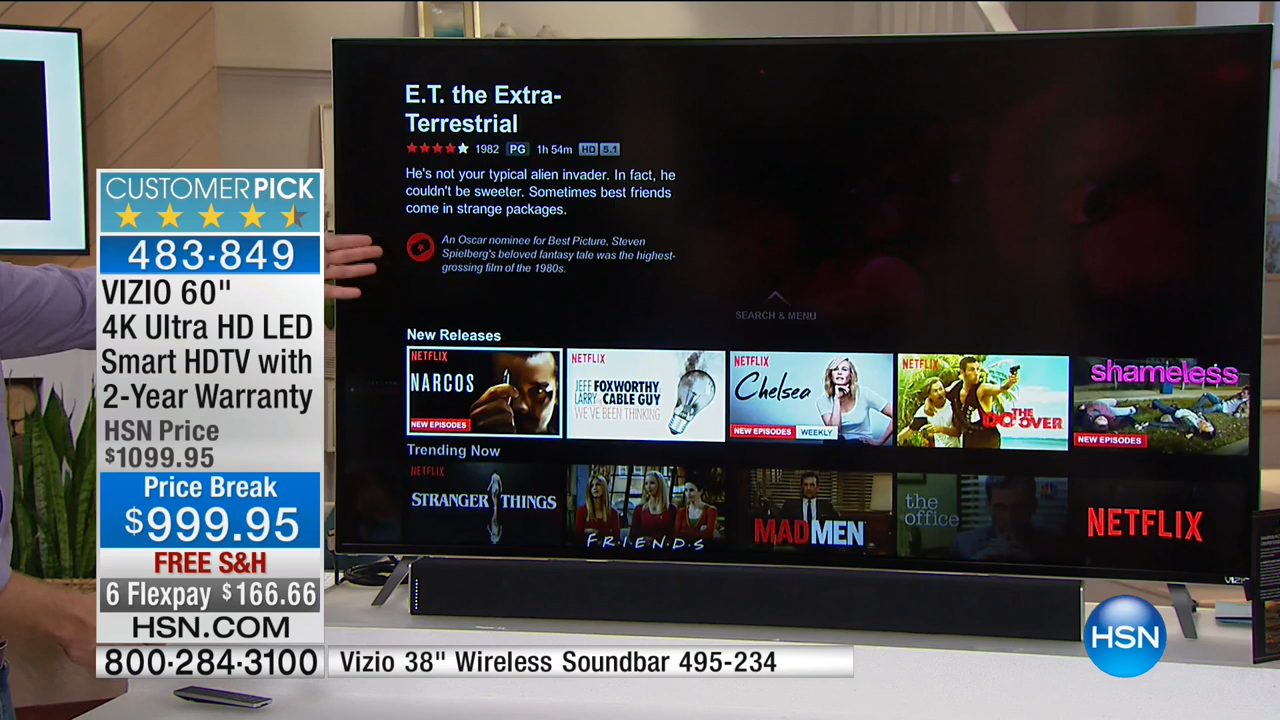 CUSTOMER PICK
483-849
VIZIO 60"
4K Ultra HD LED
Smart HDTV with
2-Year Warranty
HSN Price
$1099.95
Price Break
$999.95
FREE S&H
6 Flexpay $166.66
HSN.COM
800-284-3100
Vizio 38" Wireless Soundbar 495-234
E.T. the Extra-
Terrestrial
1982 PG 1h 54m HD 5.1
He's not your typical alien invader. In fact, he
couldn't be sweeter. Sometimes best friends
come in strange packages.
An Oscar nominee for Best Picture, Steven
Spielberg's beloved fantasy tale was the highest-
grossing film of the 1980s.
SEARCH & MENU
New Releases
NETFLIX
NARCOS
NEW EPISODES
NETFLIX
JEFF FOXWORTHY
LARRY THE CABLE GUY
WE'VE BEEN THINKING
NETFLIX
Chelsea
NEW EPISODES WEEKLY
NETFLIX
THE
DO OVER
shameless
NEW EPISODES
Trending Now
NETFLIX
STRANGER THINGS
F·R·I·E·N·D·S
MAD MEN
the
office
NETFLIX
VIZIO
HSN